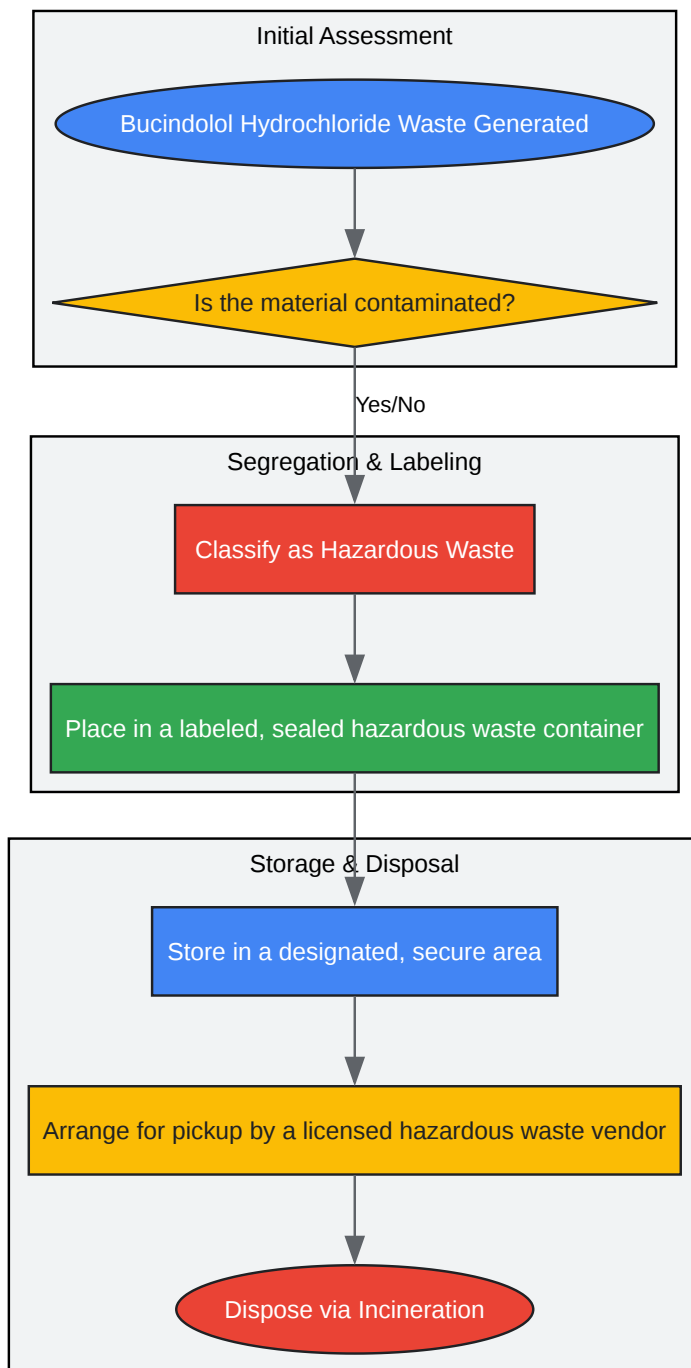 Initial Assessment
Bucindolol Hydrochloride Waste Generated
Is the material contaminated?
Yes/No
Segregation & Labeling
Classify as Hazardous Waste
Place in a labeled, sealed hazardous waste container
Storage & Disposal
Store in a designated, secure area
Arrange for pickup by a licensed hazardous waste vendor
Dispose via Incineration